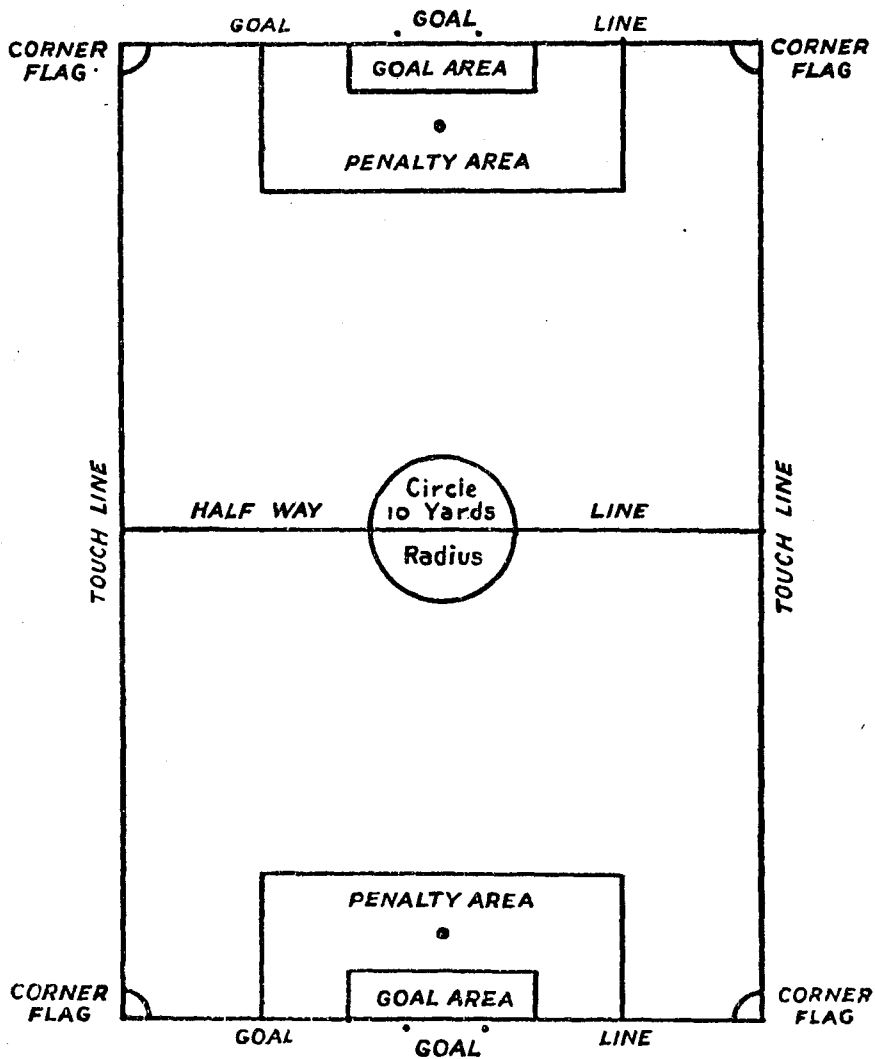 GOAL GOAL LINE
CORNER FLAG
CORNER FLAG
GOAL AREA
PENALTY AREA
TOUCH LINE
HALF WAY LINE
Circle
10 Yards
Radius
TOUCH LINE
PENALTY AREA
GOAL AREA
CORNER FLAG
CORNER FLAG
GOAL GOAL LINE